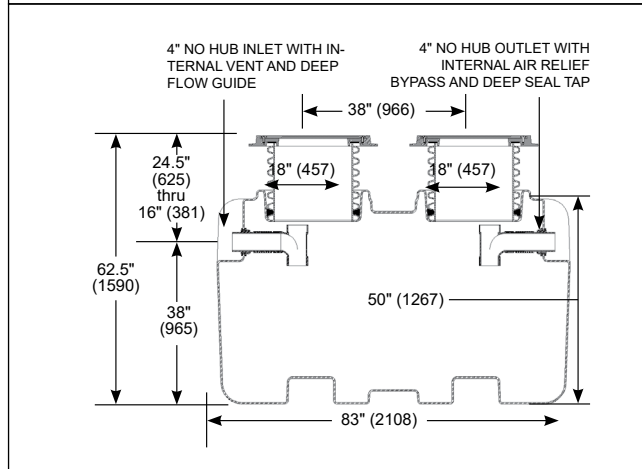 4" NO HUB INLET WITH IN-
TERNAL VENT AND DEEP
FLOW GUIDE
4" NO HUB OUTLET WITH
INTERNAL AIR RELIEF
BYPASS AND DEEP SEAL TAP
38" (966)
24.5"
(625)
thru
16" (381)
18" (457)
18" (457)
62.5"
(1590)
38"
(965)
50" (1267)
83" (2108)